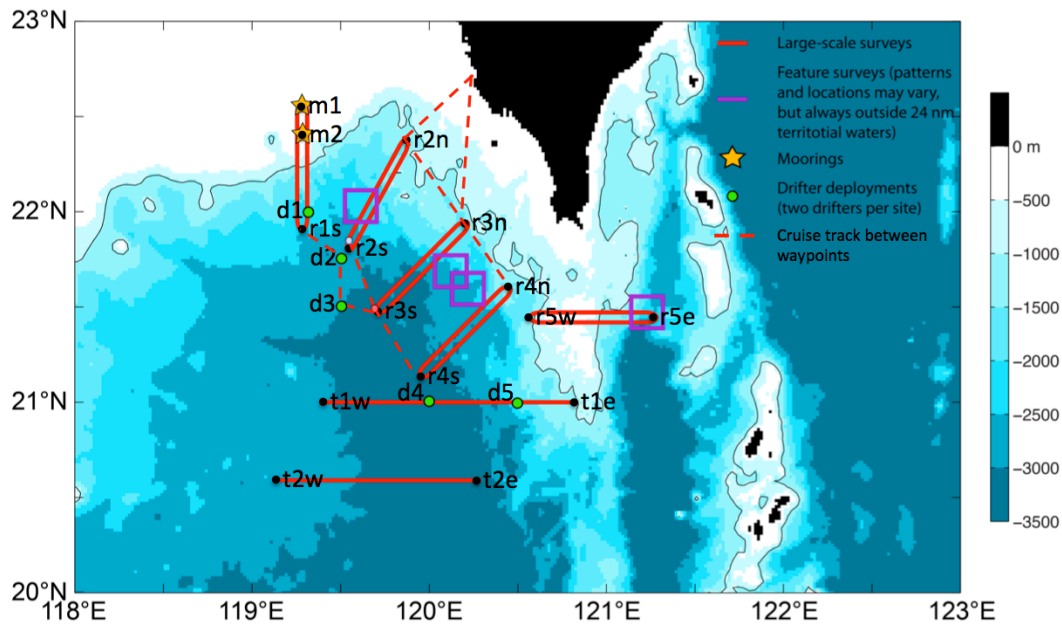 23°N
22°N
21°N
20°N
118°E
119°E
120°E
121°E
122°E
123°E
m1
m2
r2n
d1
r1s
r3n
d2
r2s
d3
r3s
r4n
r5w
r5e
r4s
t1w
d4
d5
t1e
t2w
t2e
Large-scale surveys
Feature surveys (patterns
and locations may vary,
but always outside 24 nm
territotial waters)
Moorings
Drifter deployments
(two drifters per site)
Cruise track between
waypoints
0 m
−500
−1000
−1500
−2000
−2500
−3000
−3500